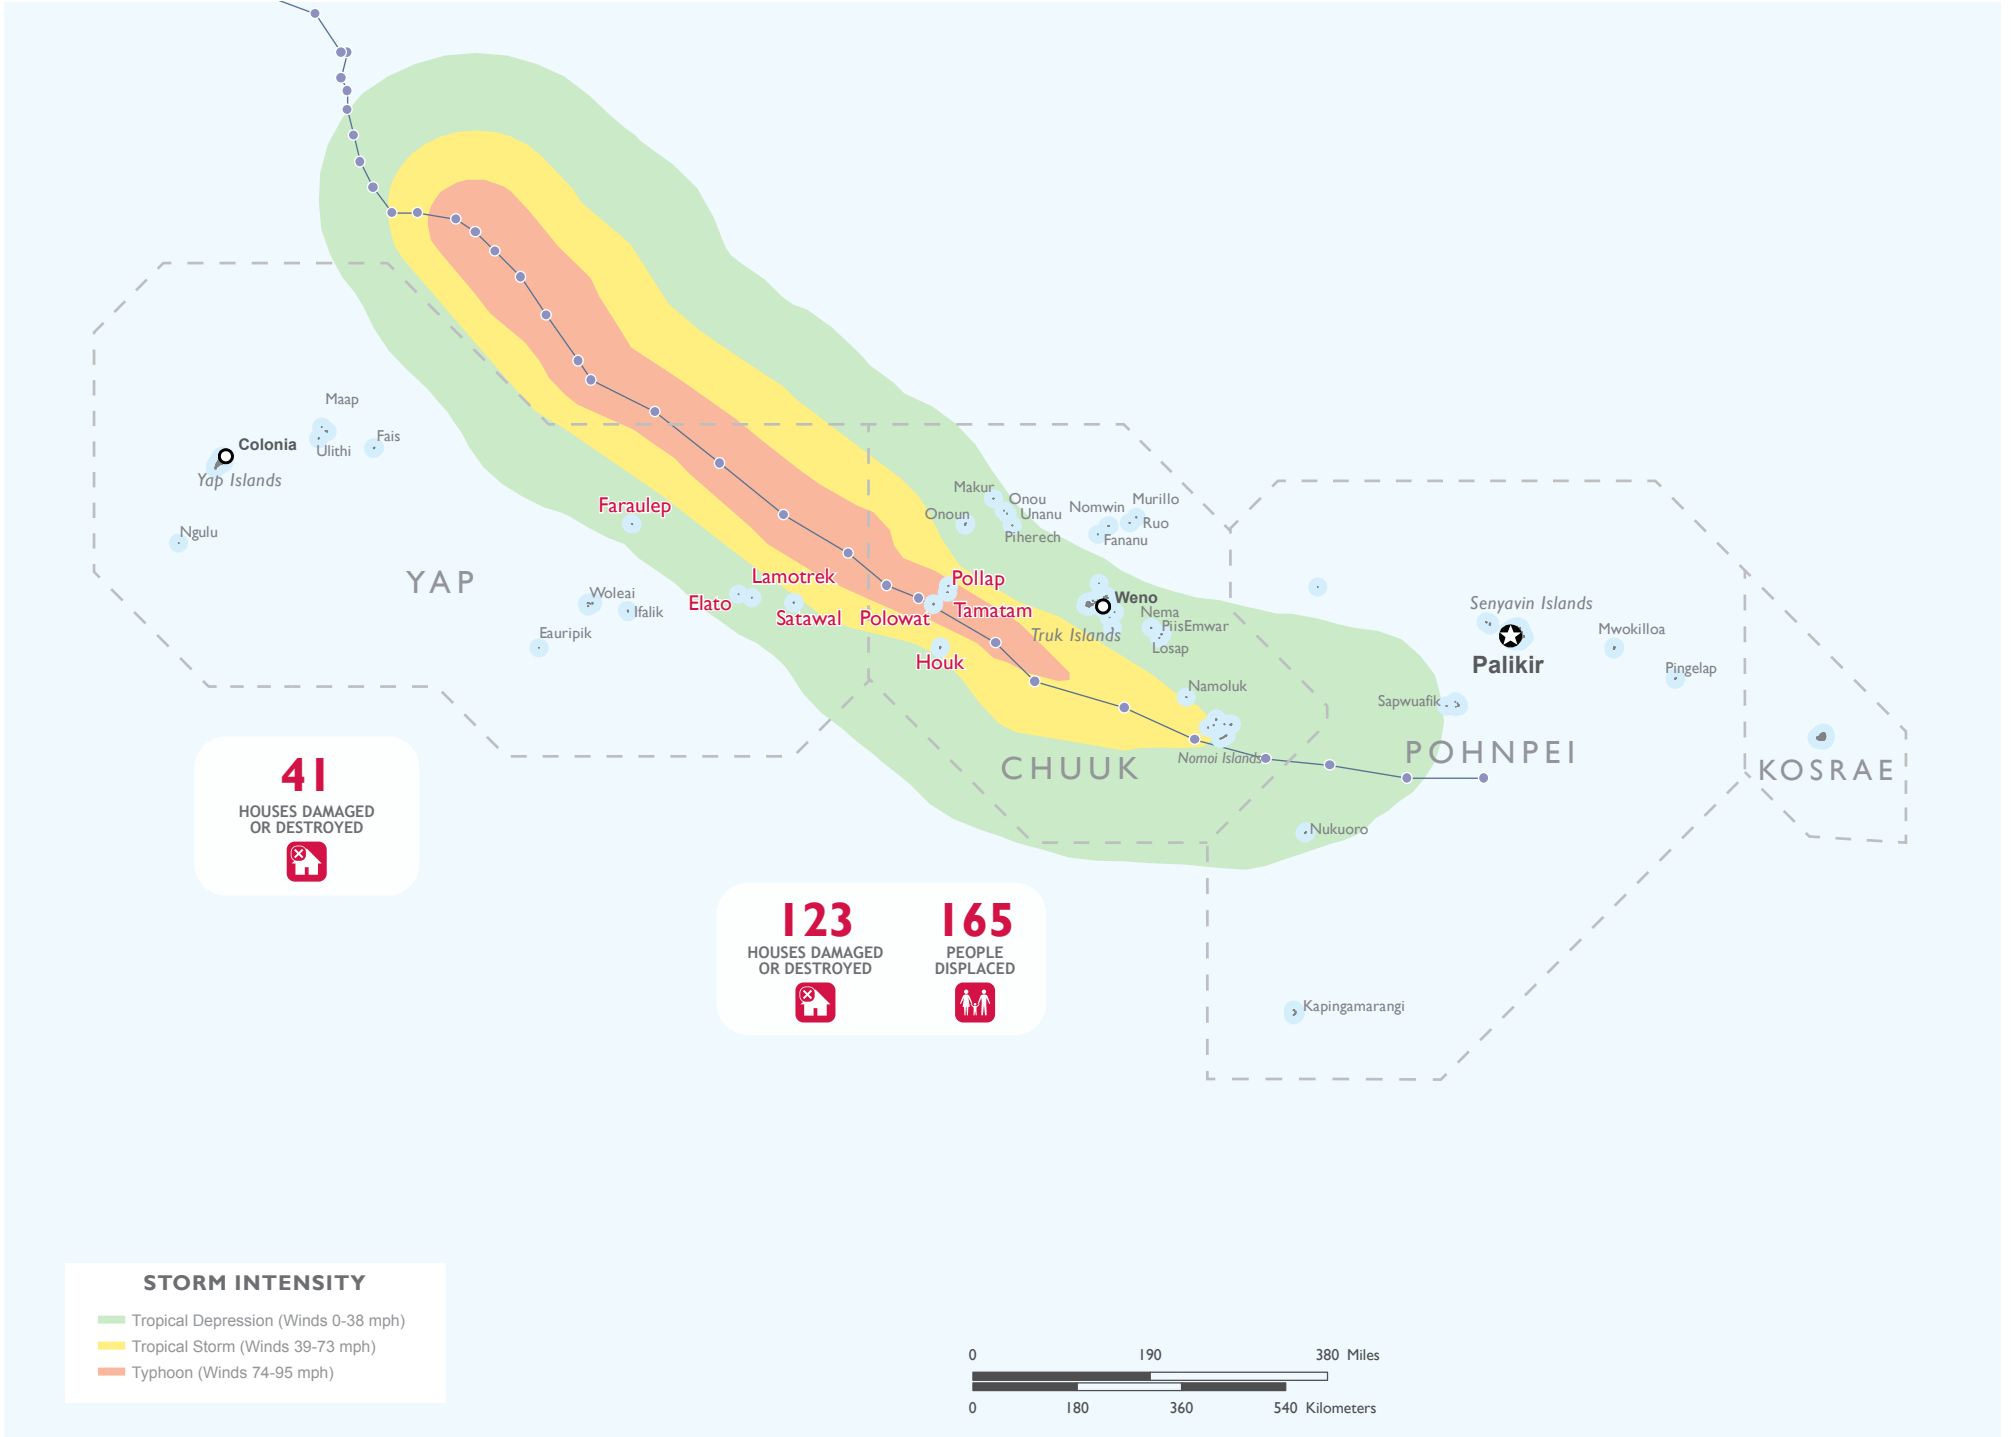 Maap
Colonia
Fais
Ulithi
Yap Islands
Makur
Onou
Murillo
Faraulep
Nomwin
Onoun
Unanu
Ruo
Ngulu
Piherech
Fananu
YAP
Lamotrek
Pollap
Woleai
Weno
Elato
Ifalik
Tamatam
Nema
Senyavin Islands
Satawal
Polowat
PiisEmwar
Mwokilloa
Eauripik
Truk Islands
Losap
Houk
Palikir
Pingelap
Namoluk
Sapwuafik
Nomoi Islands
POHNPEI
CHUUK
KOSRAE
41
HOUSES DAMAGED
OR DESTROYED
Nukuoro
123
HOUSES DAMAGED
OR DESTROYED
165
PEOPLE
DISPLACED
Kapingamarangi
STORM INTENSITY
Tropical Depression (Winds 0-38 mph)
Tropical Storm (Winds 39-73 mph)
Typhoon (Winds 74-95 mph)
0 190 380 Miles
0 180 360 540 Kilometers